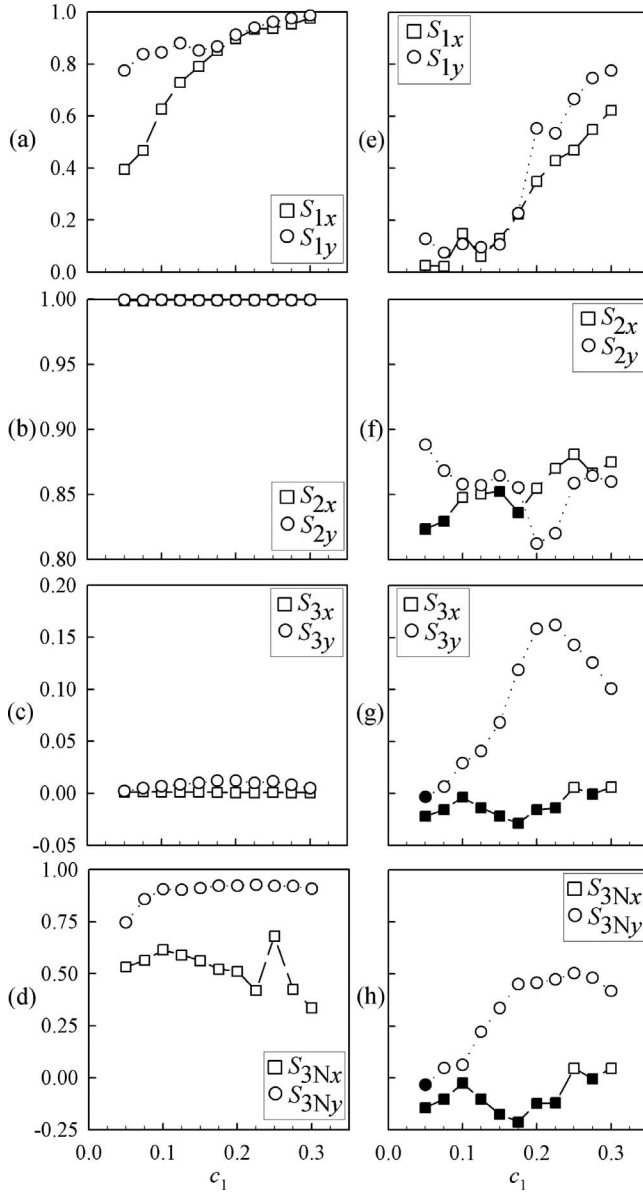 1.0
0.8
0.6
(a)
0.4
0.2
0.0
S1x
S1y
(e)
S1x
S1y
1.00
0.95
0.90
(b)
0.85
0.80
S2x
S2y
(f)
S2x
S2y
0.20
0.15
0.10
(c)
0.05
0.00
-0.05
S3x
S3y
(g)
S3x
S3y
1.00
0.75
0.50
(d)
0.25
0.00
-0.25
S3Nx
S3Ny
(h)
S3Nx
S3Ny
0.0 0.1 0.2 0.3
c1
0.0 0.1 0.2 0.3
c1